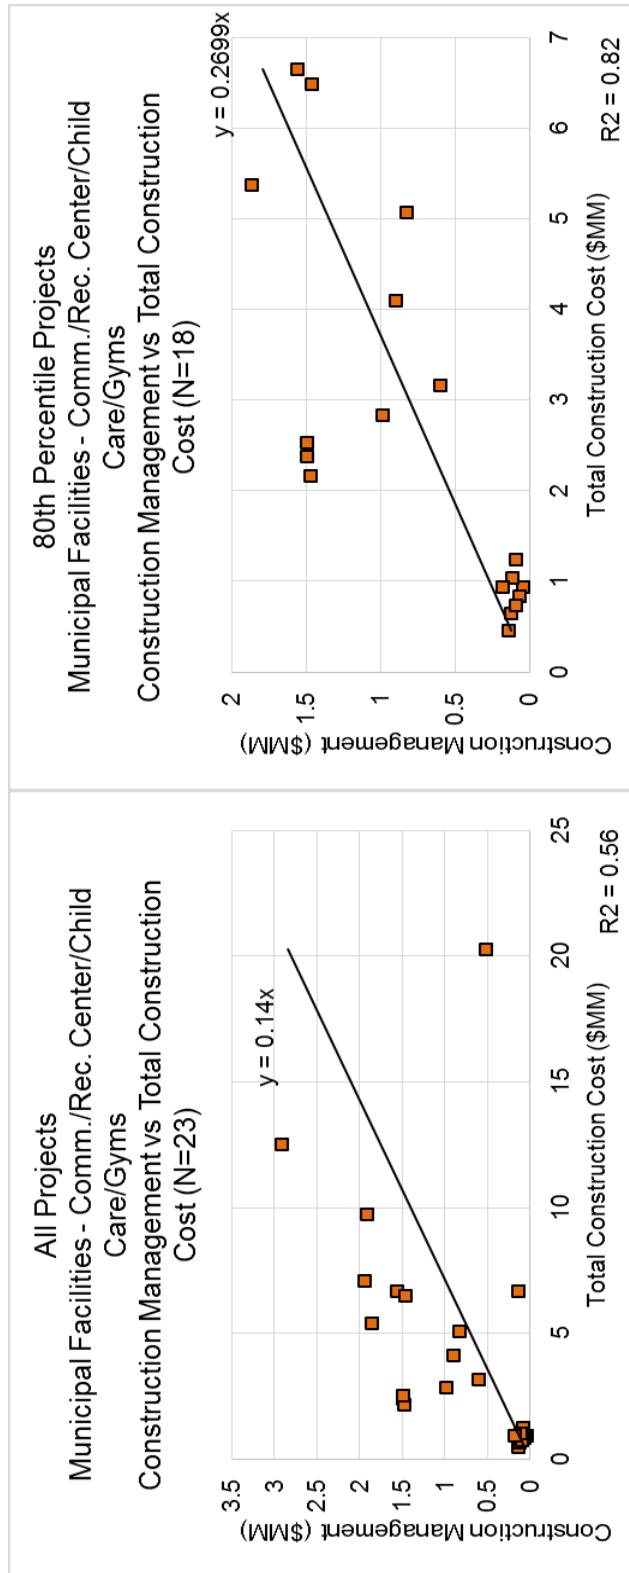 All Projects
Municipal Facilities - Comm./Rec. Center/Child
Care/Gyms
Construction Management vs Total Construction
Cost (N=23)
Construction Management ($MM)
3.5
3
2.5
2
1.5
1
0.5
0
y = 0.14x
0
5
10
15
20
25
Total Construction Cost ($MM)
R2 = 0.56
80th Percentile Projects
Municipal Facilities - Comm./Rec. Center/Child
Care/Gyms
Construction Management vs Total Construction
Cost (N=18)
Construction Management ($MM)
2
1.5
1
0.5
0
y = 0.2699x
0
1
2
3
4
5
6
7
Total Construction Cost ($MM)
R2 = 0.82